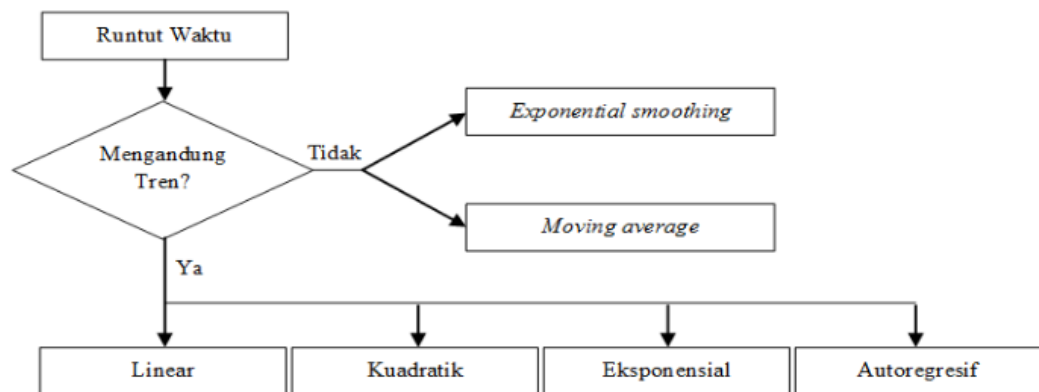 Runtut Waktu
Exponential smoothing
Mengandung
Tren?
Tidak
Moving average
Ya
Linear
Kuadratik
Eksponensial
Autoregresif